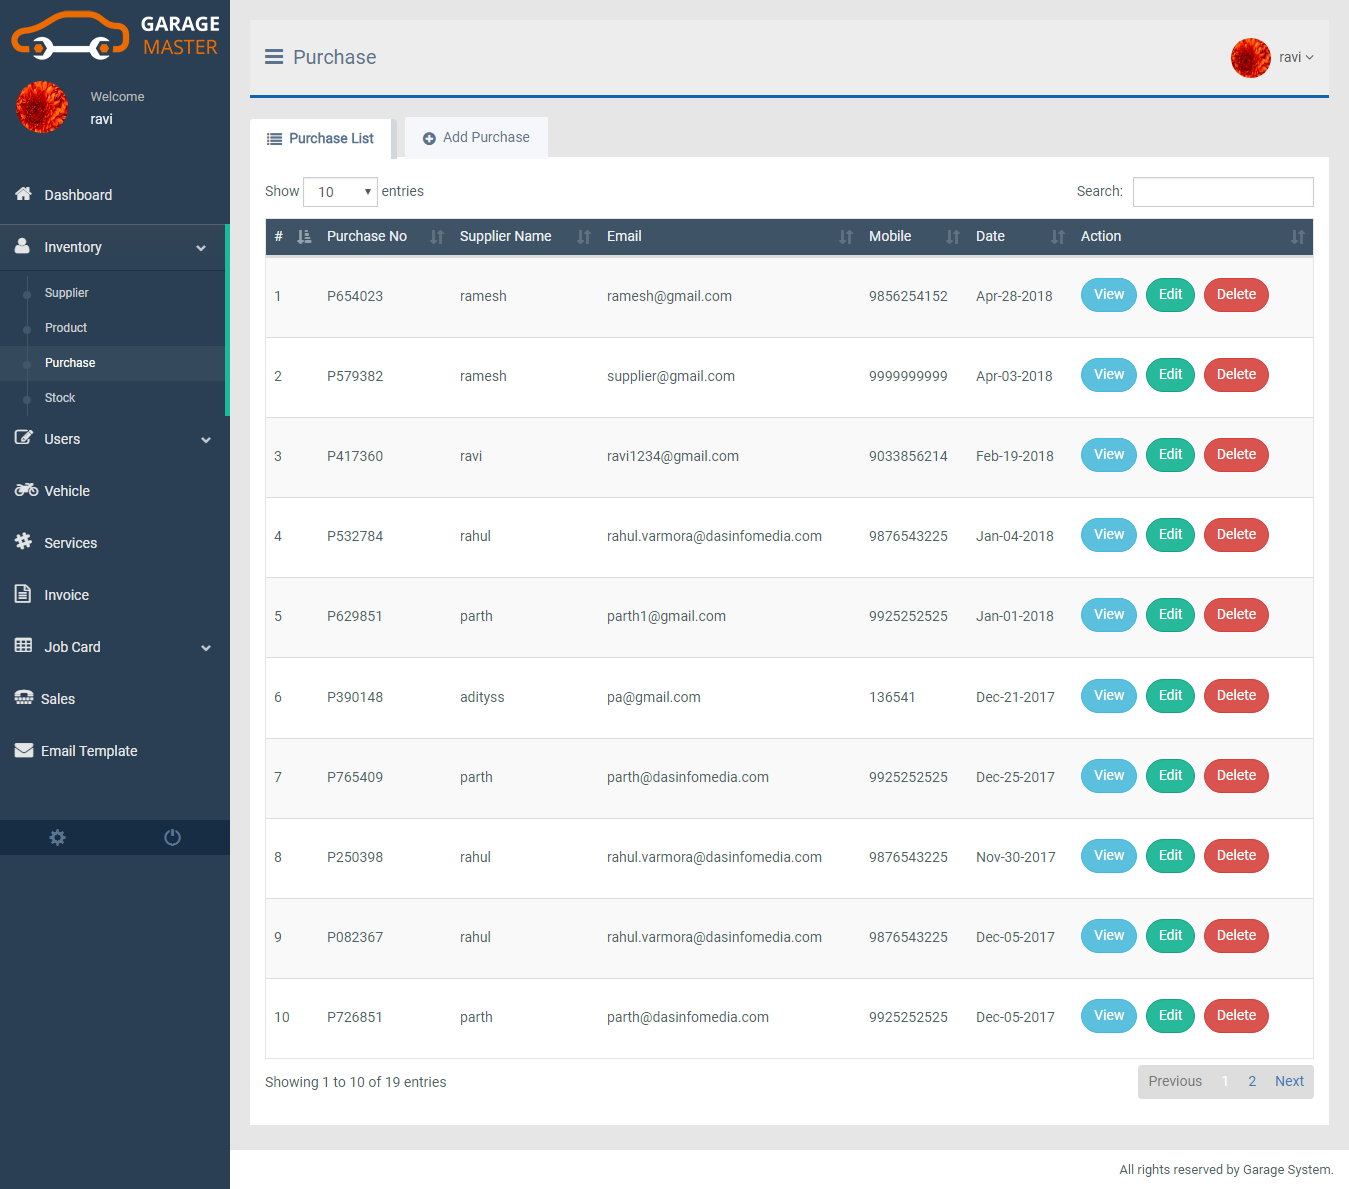 GARAGE
MASTER
Welcome
ravi
Dashboard
Inventory
Supplier
Product
Purchase
Stock
Users
Vehicle
Services
Invoice
Job Card
Sales
Email Template
Purchase
ravi
Purchase List
Add Purchase
Show 10 entries
Search:
# Purchase No Supplier Name Email Mobile Date Action
1 P654023 ramesh ramesh@gmail.com 9856254152 Apr-28-2018 View Edit Delete
2 P579382 ramesh supplier@gmail.com 9999999999 Apr-03-2018 View Edit Delete
3 P417360 ravi ravi1234@gmail.com 9033856214 Feb-19-2018 View Edit Delete
4 P532784 rahul rahul.varmora@dasinfomedia.com 9876543225 Jan-04-2018 View Edit Delete
5 P629851 parth parth1@gmail.com 9925252525 Jan-01-2018 View Edit Delete
6 P390148 adityss pa@gmail.com 136541 Dec-21-2017 View Edit Delete
7 P765409 parth parth@dasinfomedia.com 9925252525 Dec-25-2017 View Edit Delete
8 P250398 rahul rahul.varmora@dasinfomedia.com 9876543225 Nov-30-2017 View Edit Delete
9 P082367 rahul rahul.varmora@dasinfomedia.com 9876543225 Dec-05-2017 View Edit Delete
10 P726851 parth parth@dasinfomedia.com 9925252525 Dec-05-2017 View Edit Delete
Showing 1 to 10 of 19 entries
Previous 1 2 Next
All rights reserved by Garage System.